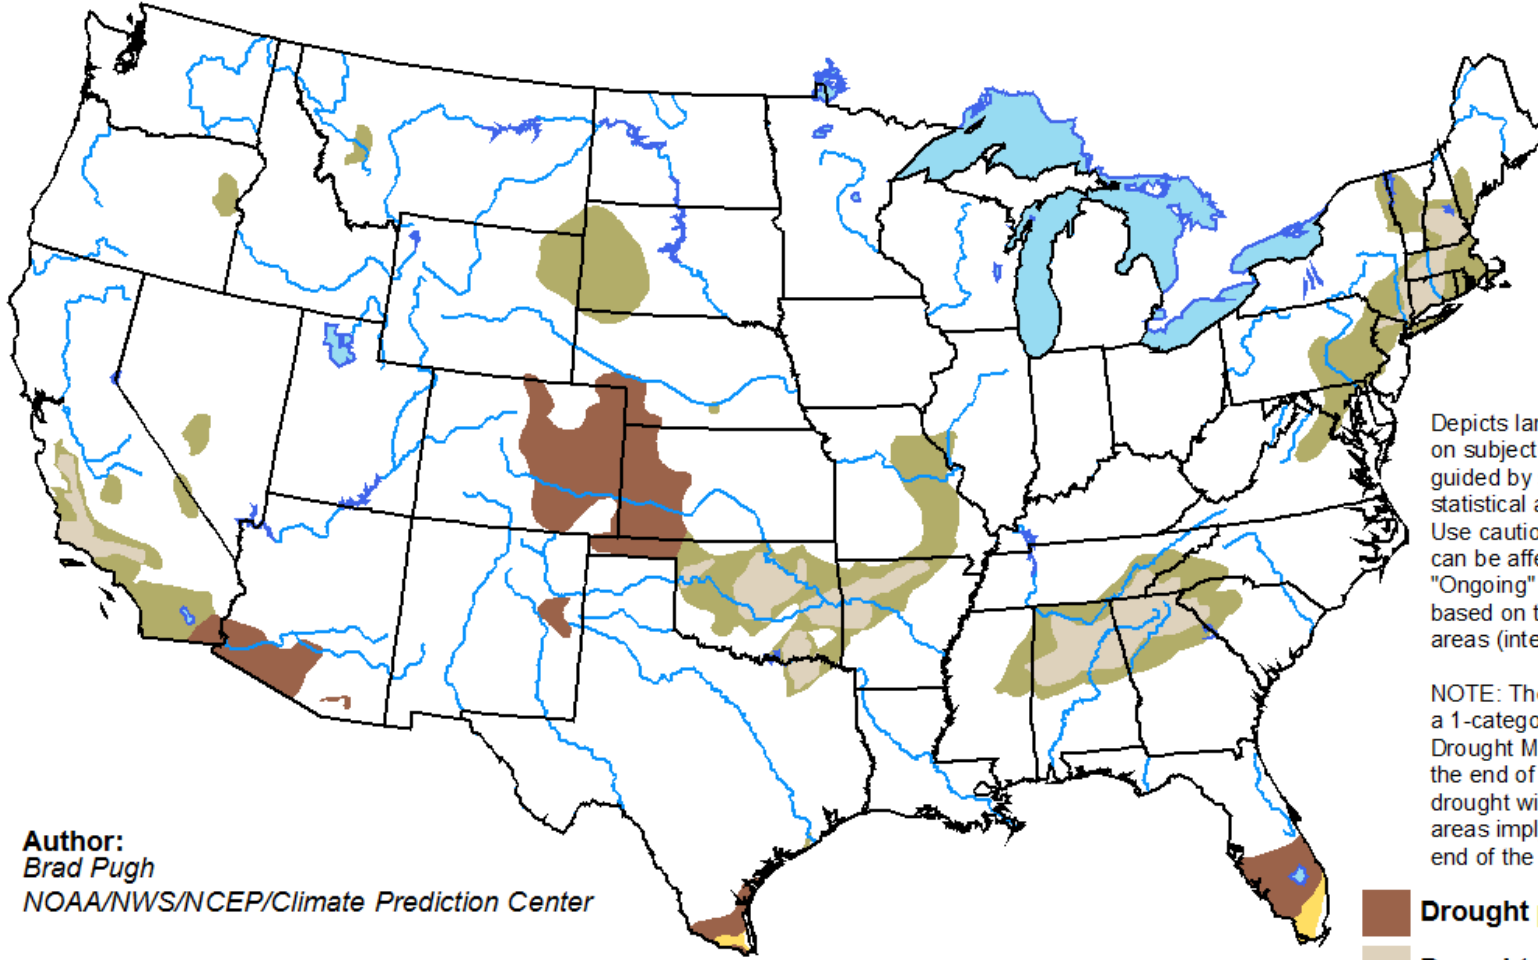 Depicts lar
on subject
guided by
statistical a
Use cautio
can be affe
"Ongoing"
based on t
areas (inte
NOTE: The
a 1-catego
Drought M
the end of
drought wi
areas impl
end of the
Author:
Brad Pugh
NOAA/NWS/NCEP/Climate Prediction Center
Drought